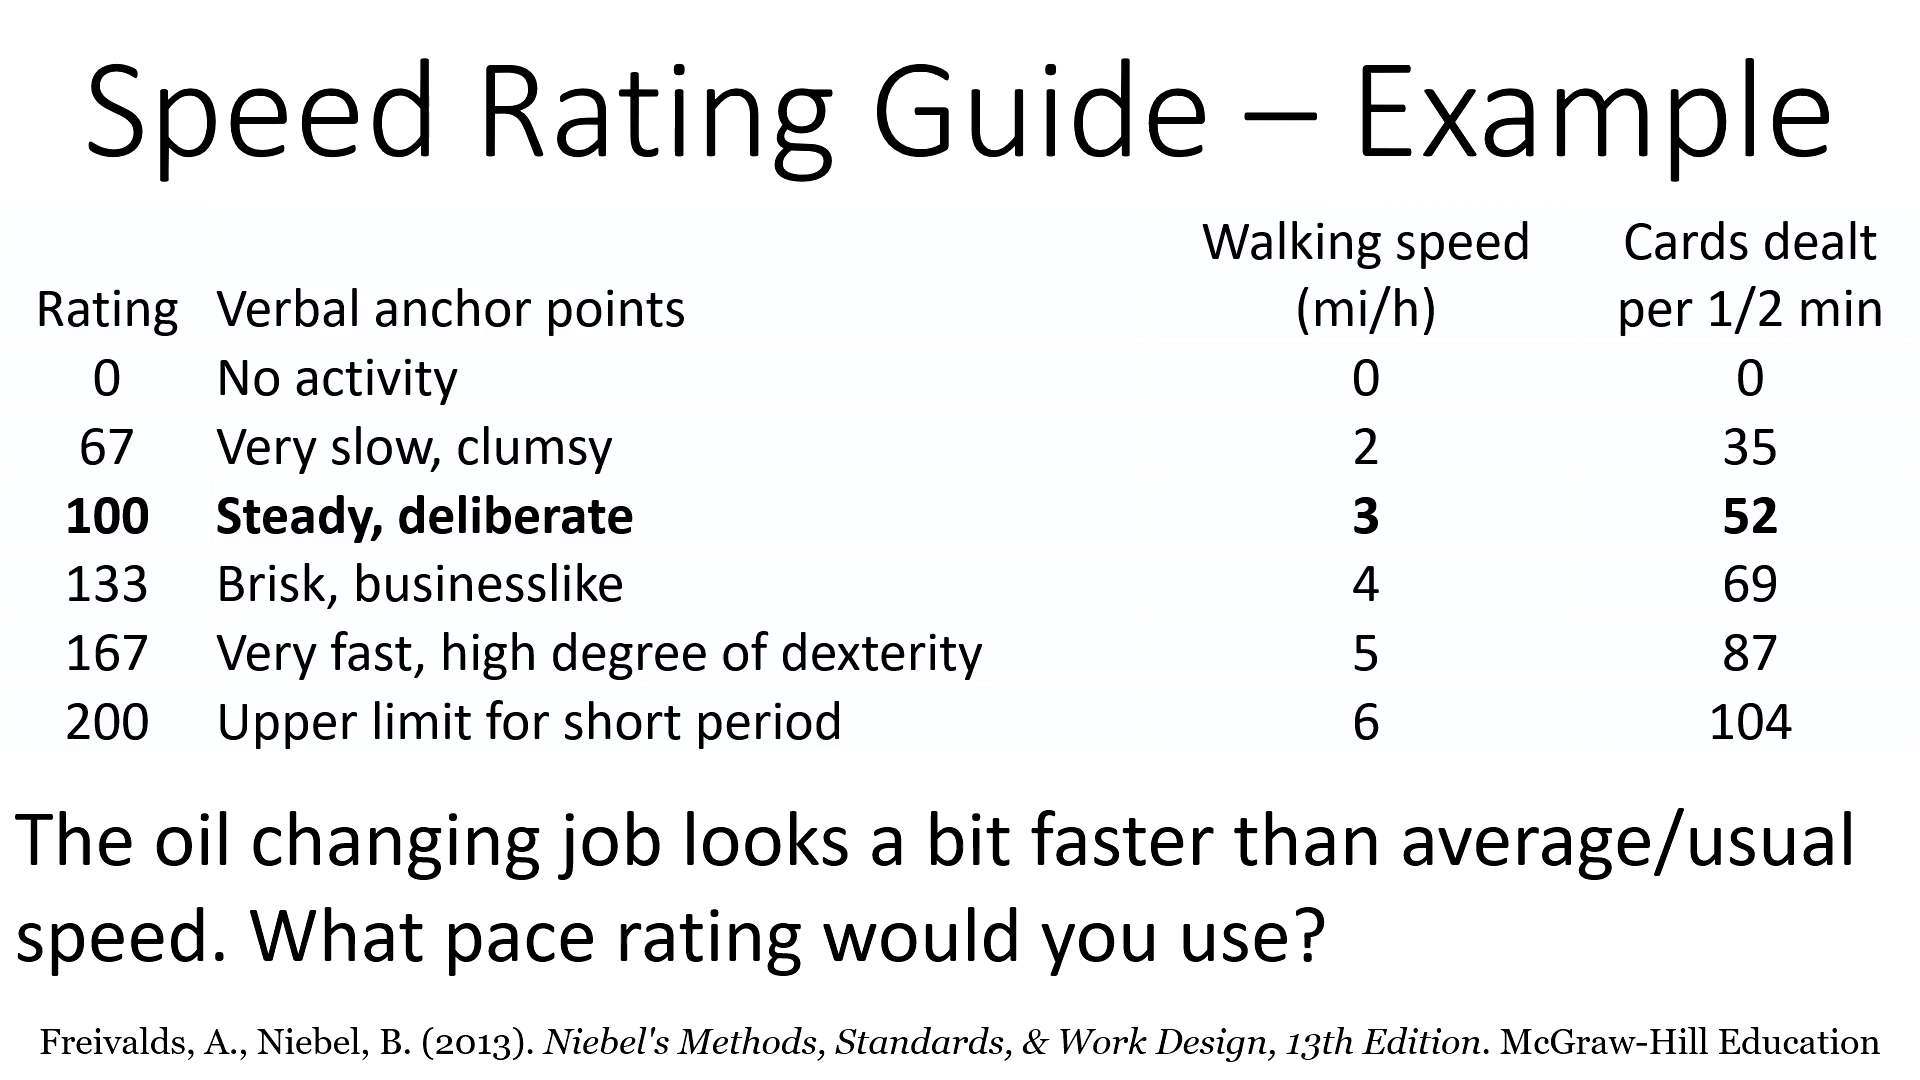 Speed Rating Guide – Example
Walking speed Cards dealt
Rating Verbal anchor points (mi/h) per 1/2 min
0 No activity 0 0
67 Very slow, clumsy 2 35
100 Steady, deliberate 3 52
133 Brisk, businesslike 4 69
167 Very fast, high degree of dexterity 5 87
200 Upper limit for short period 6 104
The oil changing job looks a bit faster than average/usual
speed. What pace rating would you use?
Freivalds, A., Niebel, B. (2013). Niebel's Methods, Standards, & Work Design, 13th Edition. McGraw-Hill Education